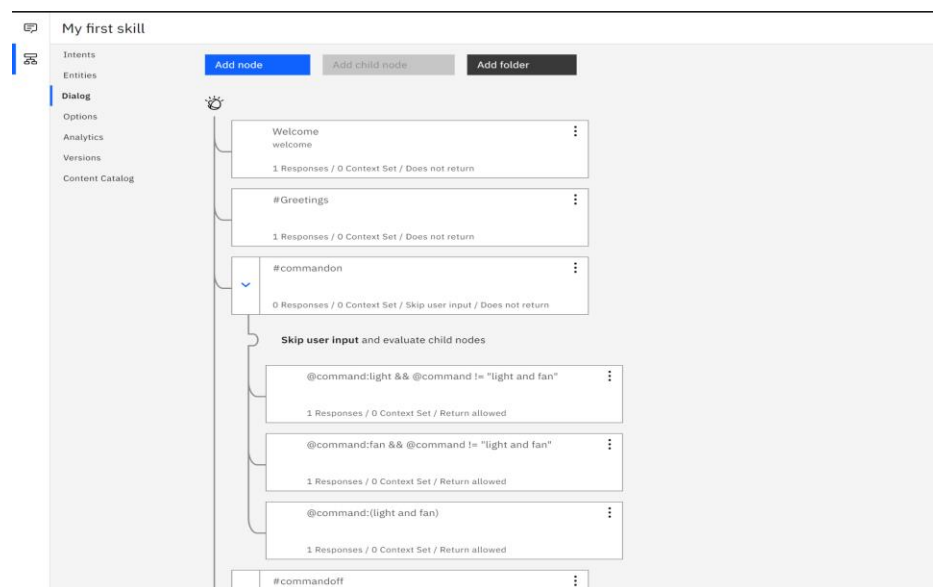 My first skill
Intents
Entities
Dialog
Options
Analytics
Versions
Content Catalog
Add node Add child node Add folder
Welcome
welcome
1 Responses / 0 Context Set / Does not return
#Greetings
1 Responses / 0 Context Set / Does not return
#commandon
0 Responses / 0 Context Set / Skip user input / Does not return
Skip user input and evaluate child nodes
@command:light && @command != "light and fan"
1 Responses / 0 Context Set / Return allowed
@command:fan && @command != "light and fan"
1 Responses / 0 Context Set / Return allowed
@command:(light and fan)
1 Responses / 0 Context Set / Return allowed
#commandoff